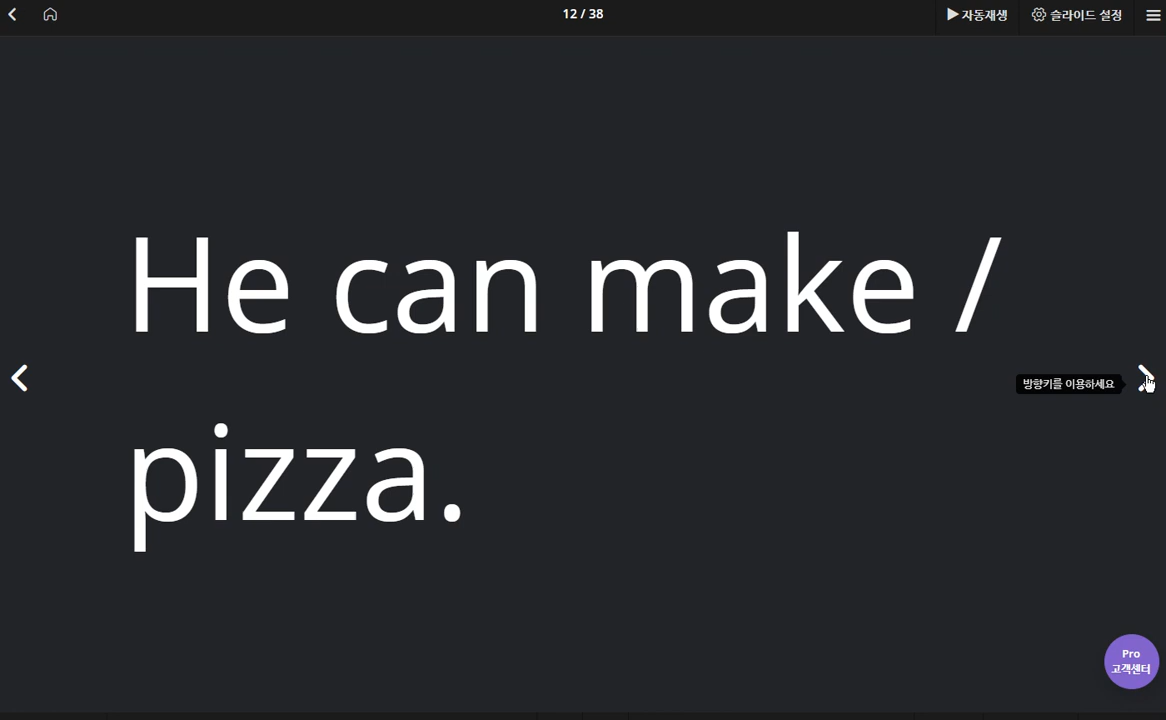 12 / 38
▶ 자동재생
슬라이드 설정
He can make /
pizza.
방향키를 이용하세요
Pro
고객센터